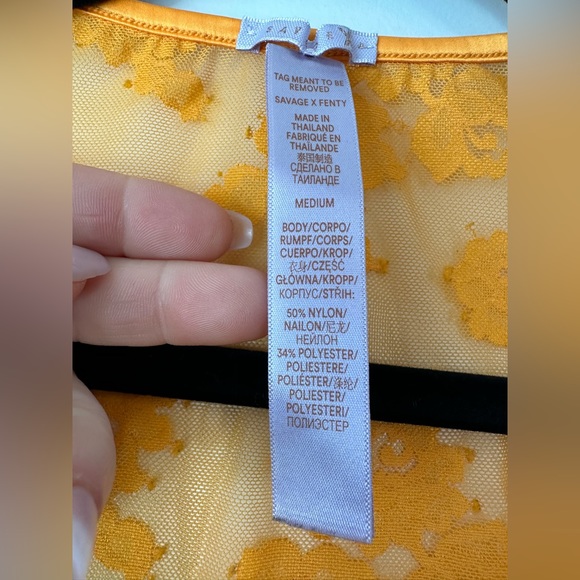 TAG MEANT TO BE
REMOVED
SAVAGE X FENTY
MADE IN
THAILAND
FABRIQUÉ EN
THAÏLANDE
泰国制造
СДЕЛАНО В
ТАИЛАНДЕ
MEDIUM
BODY/CORPO/
RUMPF/CORPS/
CUERPO/KROP/
衣身/CZĘŚĆ
GŁÓWNA/KROPP/
КОРПУС/STŘIH:
50% NYLON/
NAILON/尼龙/
НЕЙЛОН
34% POLYESTER/
POLIESTERE/
POLIÉSTER/涤纶/
POLIESTER/
POLYESTERI/
ПОЛИЭСТЕР